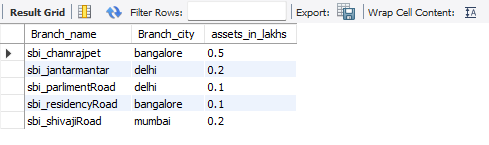 Result Grid Filter Rows: Export: Wrap Cell Content:
Branch_name Branch_city assets_in_lakhs
sbi_chamrajpet bangalore 0.5
sbi_jantarmantar delhi 0.2
sbi_parlimentRoad delhi 0.1
sbi_residencyRoad bangalore 0.1
sbi_shivajiRoad mumbai 0.2